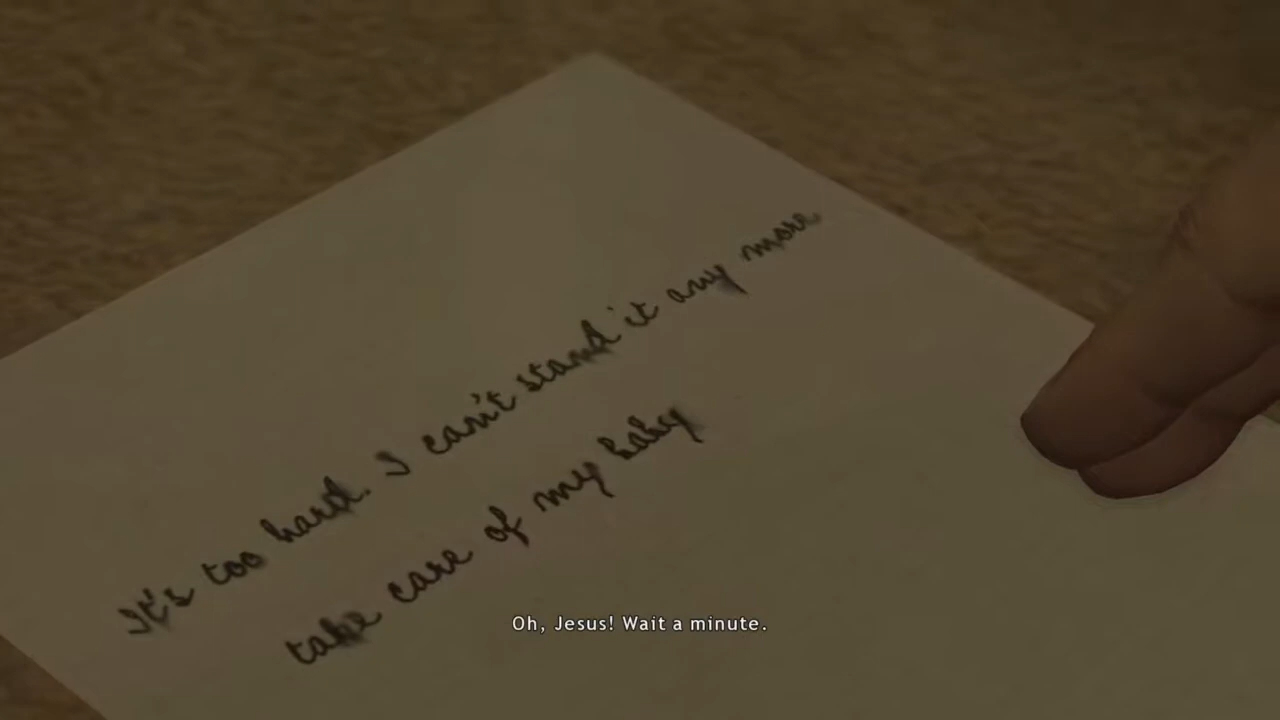 It's too hard. I can't stand it any more
take care of my baby
Oh, Jesus! Wait a minute.